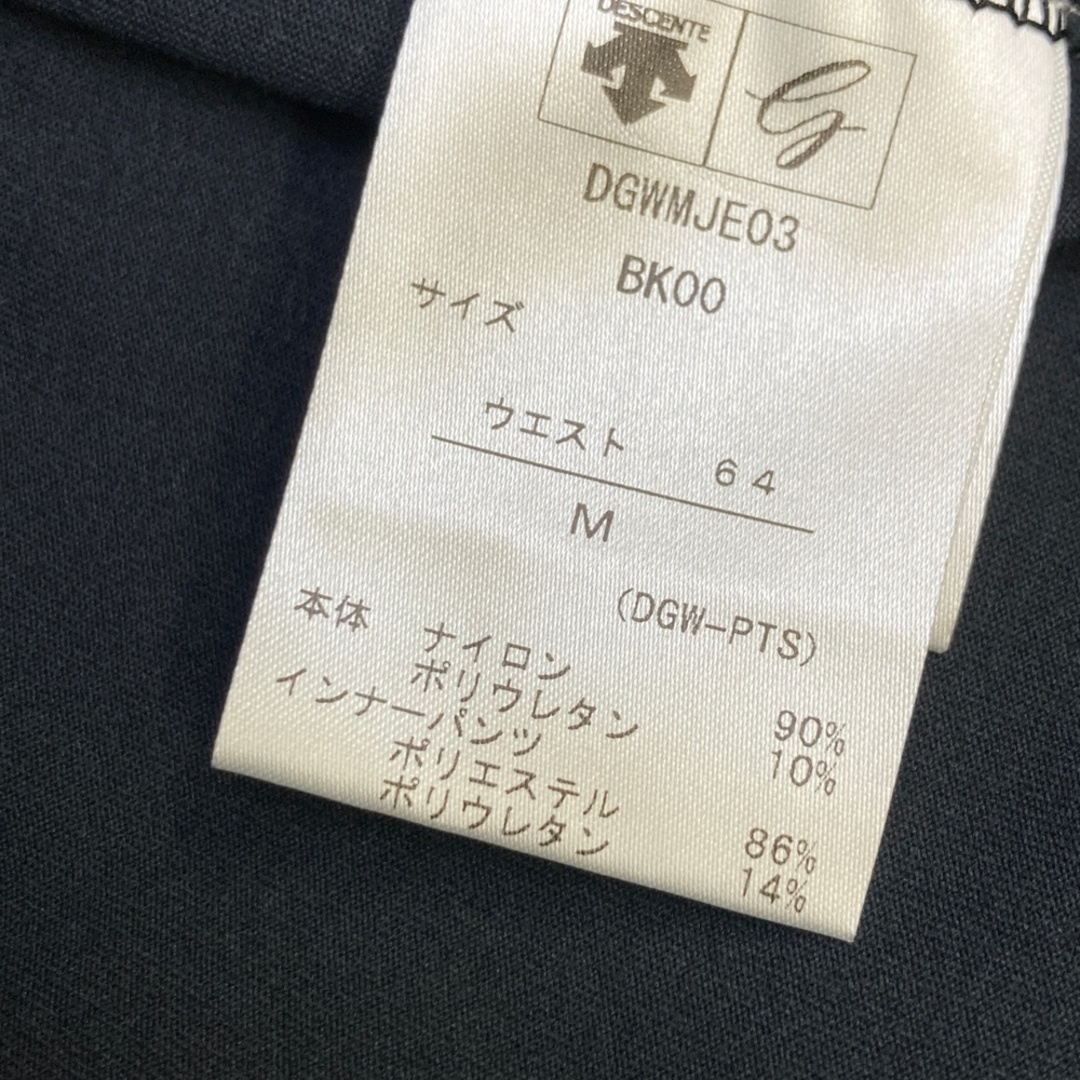 DESCENTE
G
DGWMJE03
BK00
サイズ
ウエスト 64
M
(DGW-PTS)
本体 ナイロン 90%
ポリウレタン 10%
インナーパンツ
ポリエステル 86%
ポリウレタン 14%